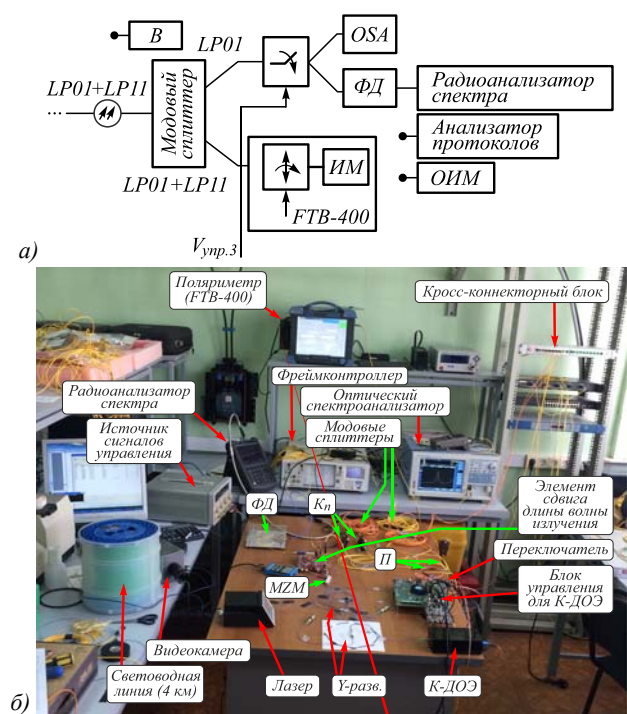 В
LP01
OSA
LP01+LP11
Модовый
сплиттер
ФД
Радиоанализатор
спектра
Анализатор
протоколов
LP01+LP11
ИМ
ОИМ
FTB-400
Vупр.3
а)
Поляриметр
(FTB-400)
Кросс-коннекторный блок
Фреймконтроллер
Радиоанализатор
спектра
Оптический
спектроанализатор
Источник
сигналов
управления
Модовые
сплиттеры
Элемент
сдвига
длины волны
излучения
ФД
Кп
Переключатель
П
Блок
управления
для К-ДОЭ
MZM
Видеокамера
Световодная
линия (4 км)
Лазер
Y-разв.
К-ДОЭ
б)